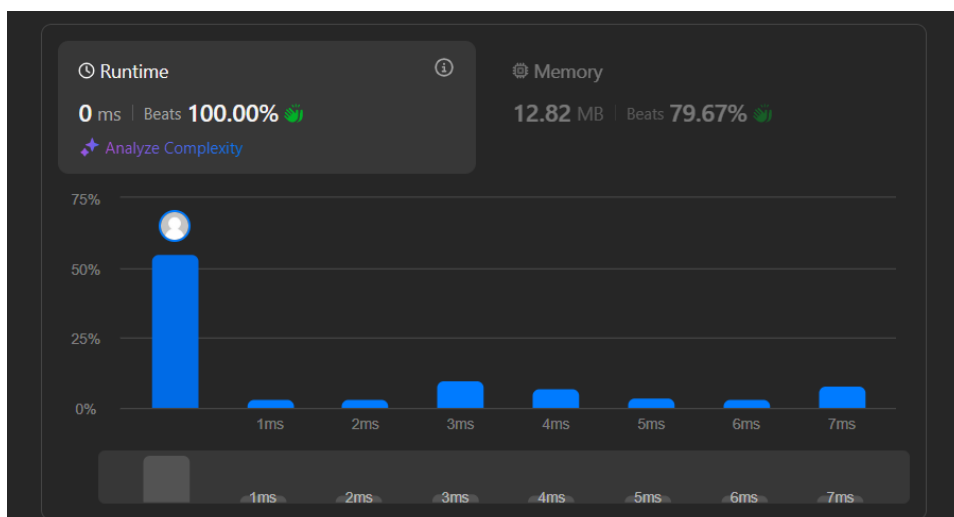 Runtime
0 ms | Beats 100.00%
Analyze Complexity
Memory
12.82 MB | Beats 79.67%
75%
50%
25%
0%
1ms 2ms 3ms 4ms 5ms 6ms 7ms
1ms 2ms 3ms 4ms 5ms 6ms 7ms